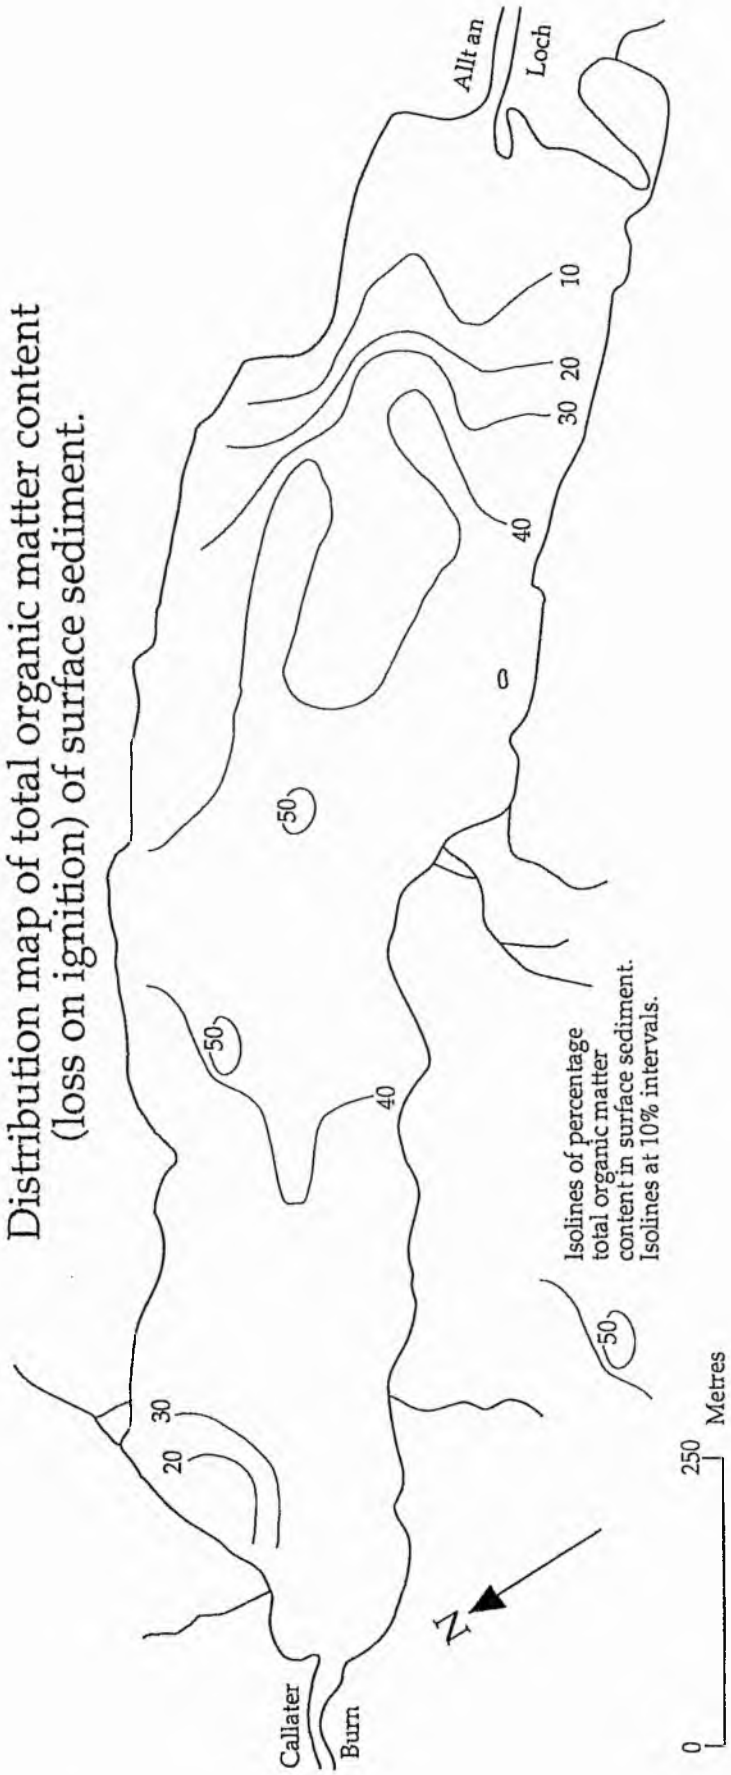 Distribution map of total organic matter content
(loss on ignition) of surface sediment.
Allt an
Loch
10
20
30
40
50
50
40
30
20
Callater
Burn
N
Isolines of percentage
total organic matter
content in surface sediment.
Isolines at 10% intervals.
50
0
250
Metres